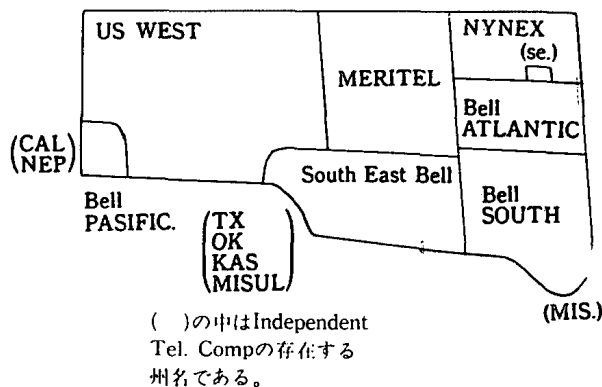 US WEST
NYNEX
(se.)
MERITEL
Bell
ATLANTIC
(CAL
NEP)
South East Bell
Bell
PASIFIC.
Bell
SOUTH
(TX
OK
KAS
MISUL)
(MIS.)
( )の中はIndependent
Tel. Compの存在する
州名である。